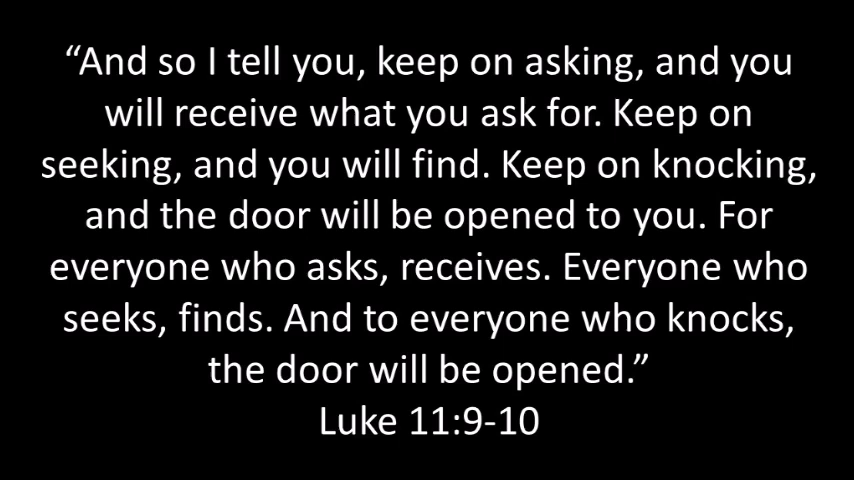 “And so I tell you, keep on asking, and you
will receive what you ask for. Keep on
seeking, and you will find. Keep on knocking,
and the door will be opened to you. For
everyone who asks, receives. Everyone who
seeks, finds. And to everyone who knocks,
the door will be opened.”
Luke 11:9-10